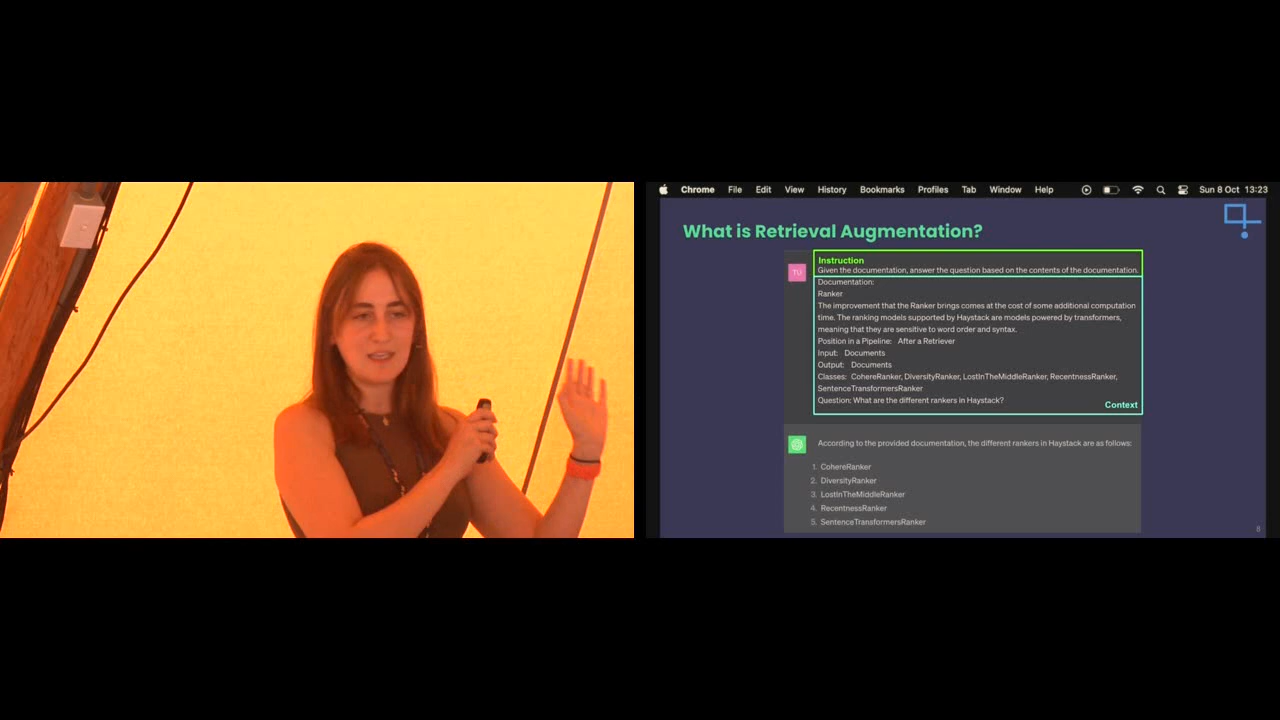 Chrome File Edit View History Bookmarks Profiles Tab Window Help Sun 8 Oct 13:23
What is Retrieval Augmentation?
Instruction
TU
Given the documentation, answer the question based on the contents of the documentation.
Documentation:
Ranker
The improvement that the Ranker brings comes at the cost of some additional computation
time. The ranking models supported by Haystack are models powered by transformers,
meaning that they are sensitive to word order and syntax.
Position in a Pipeline: After a Retriever
Input: Documents
Output: Documents
Classes: CohereRanker, DiversityRanker, LostInTheMiddleRanker, RecentnessRanker,
SentenceTransformersRanker
Question: What are the different rankers in Haystack?
Context
According to the provided documentation, the different rankers in Haystack are as follows:
1. CohereRanker
2. DiversityRanker
3. LostInTheMiddleRanker
4. RecentnessRanker
5. SentenceTransformersRanker
8